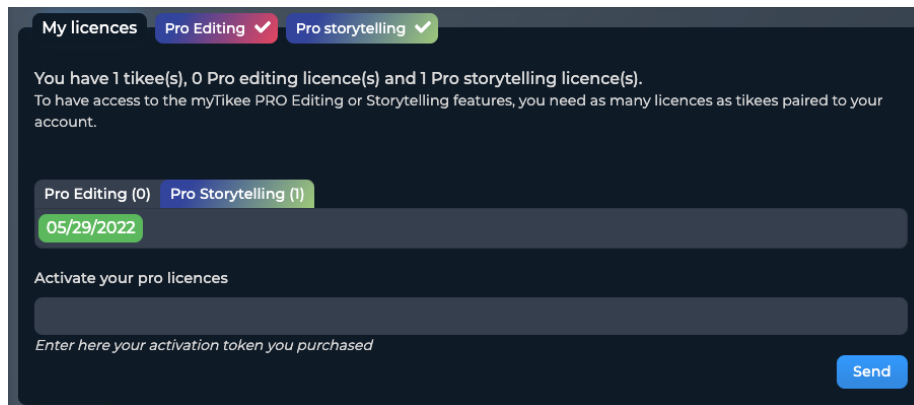 My licences Pro Editing Pro storytelling
You have 1 tikee(s), 0 Pro editing licence(s) and 1 Pro storytelling licence(s).
To have access to the myTikee PRO Editing or Storytelling features, you need as many licences as tikees paired to your
account.
Pro Editing (0) Pro Storytelling (1)
05/29/2022
Activate your pro licences
Enter here your activation token you purchased
Send